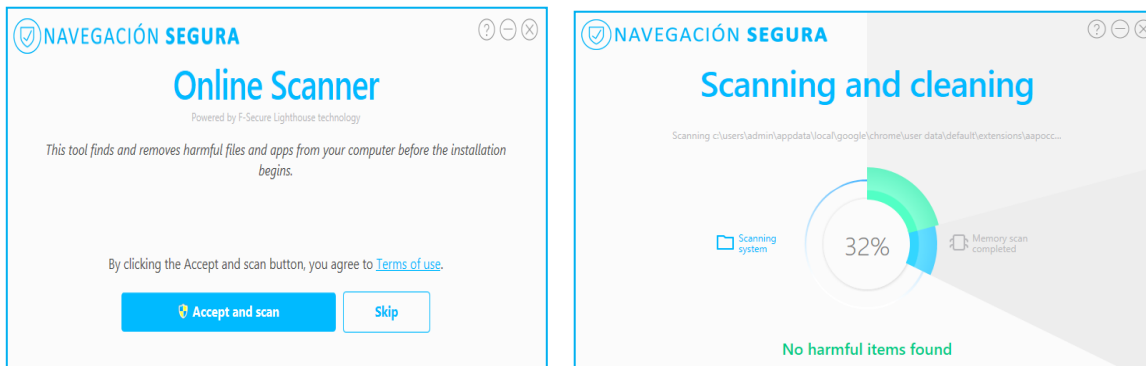 NAVEGACIÓN SEGURA
Online Scanner
Powered by F-Secure Lighthouse technology
This tool finds and removes harmful files and apps from your computer before the installation
begins.
By clicking the Accept and scan button, you agree to Terms of use.
Accept and scan
Skip
NAVEGACIÓN SEGURA
Scanning and cleaning
Scanning c:\users\admin\appdata\local\google\chrome\user data\default\extensions\aapocc...
Scanning
system
32%
Memory scan
completed
No harmful items found